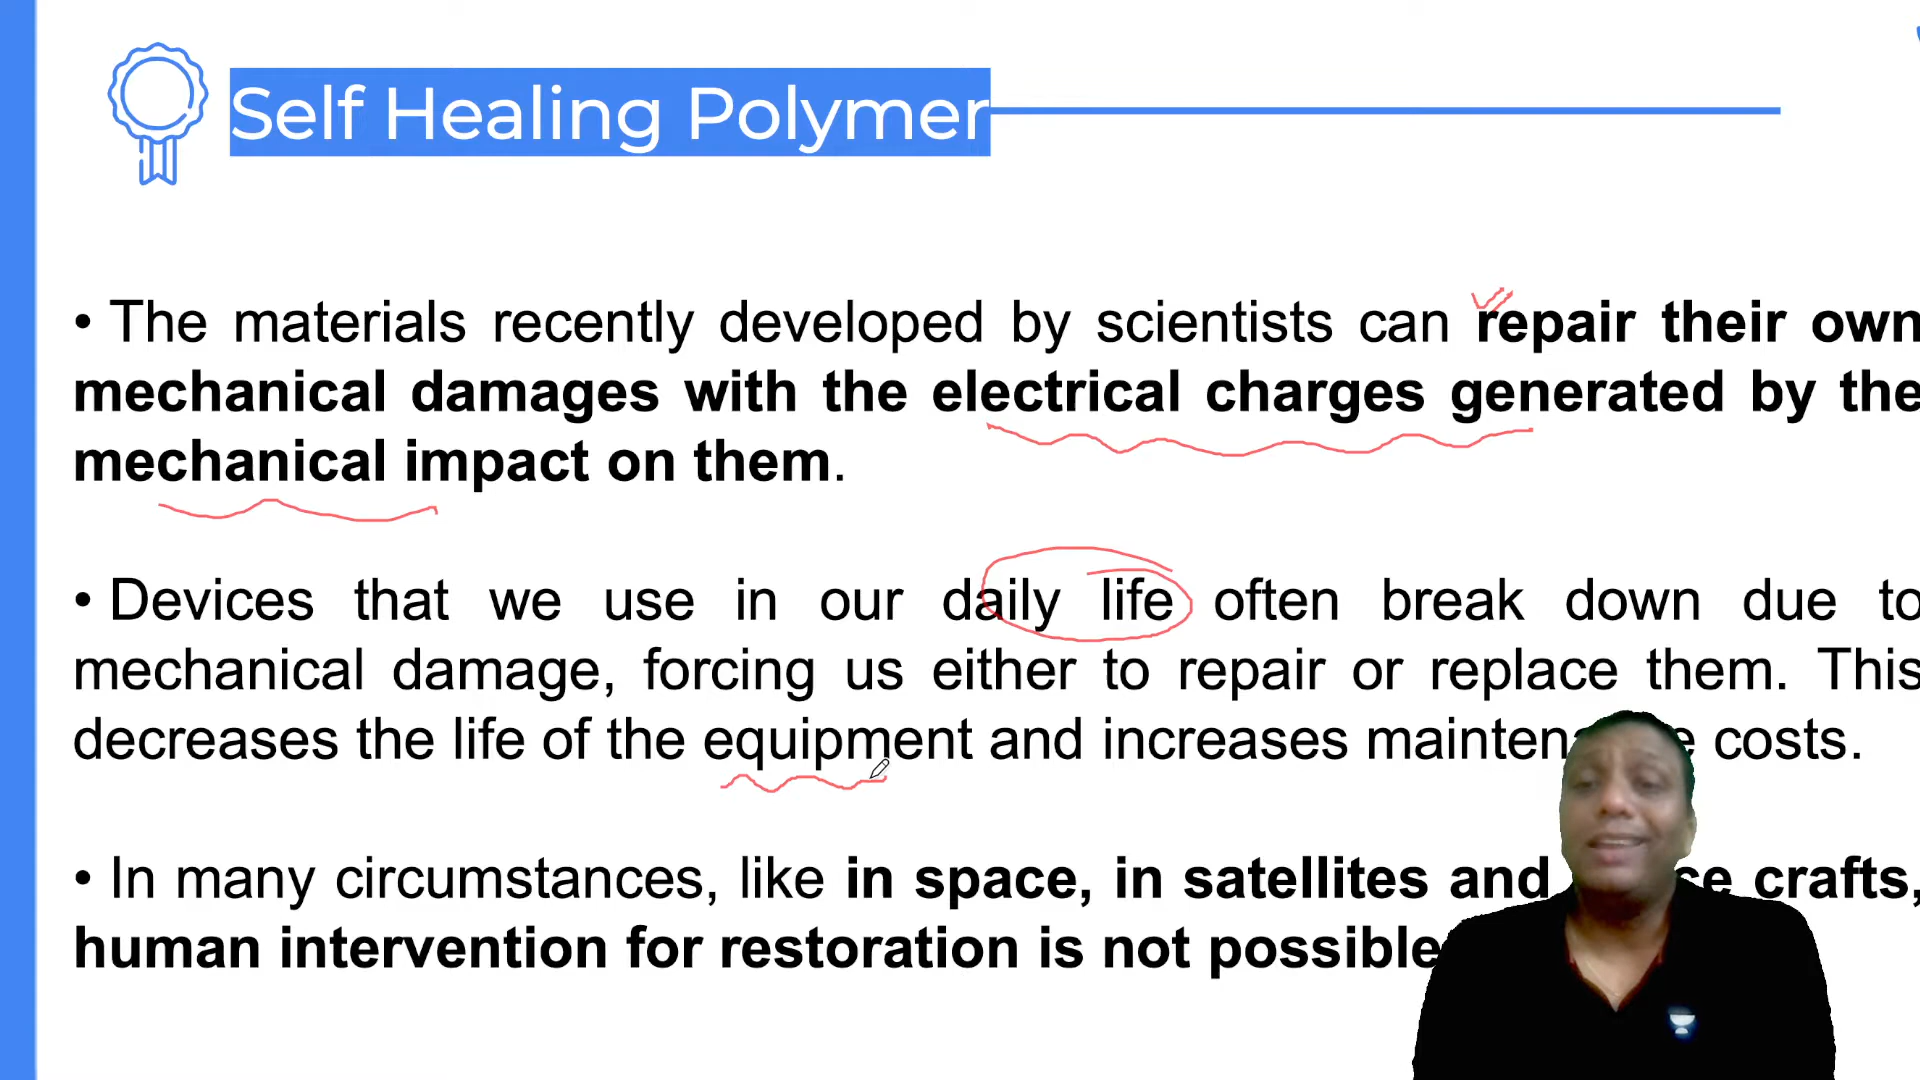 Self Healing Polymer
• The materials recently developed by scientists can repair their own
mechanical damages with the electrical charges generated by the
mechanical impact on them.
• Devices that we use in our daily life often break down due to
mechanical damage, forcing us either to repair or replace them. This
decreases the life of the equipment and increases costs.
• In many circumstances, like in space, in satellites and crafts,
human intervention for restoration is not possible